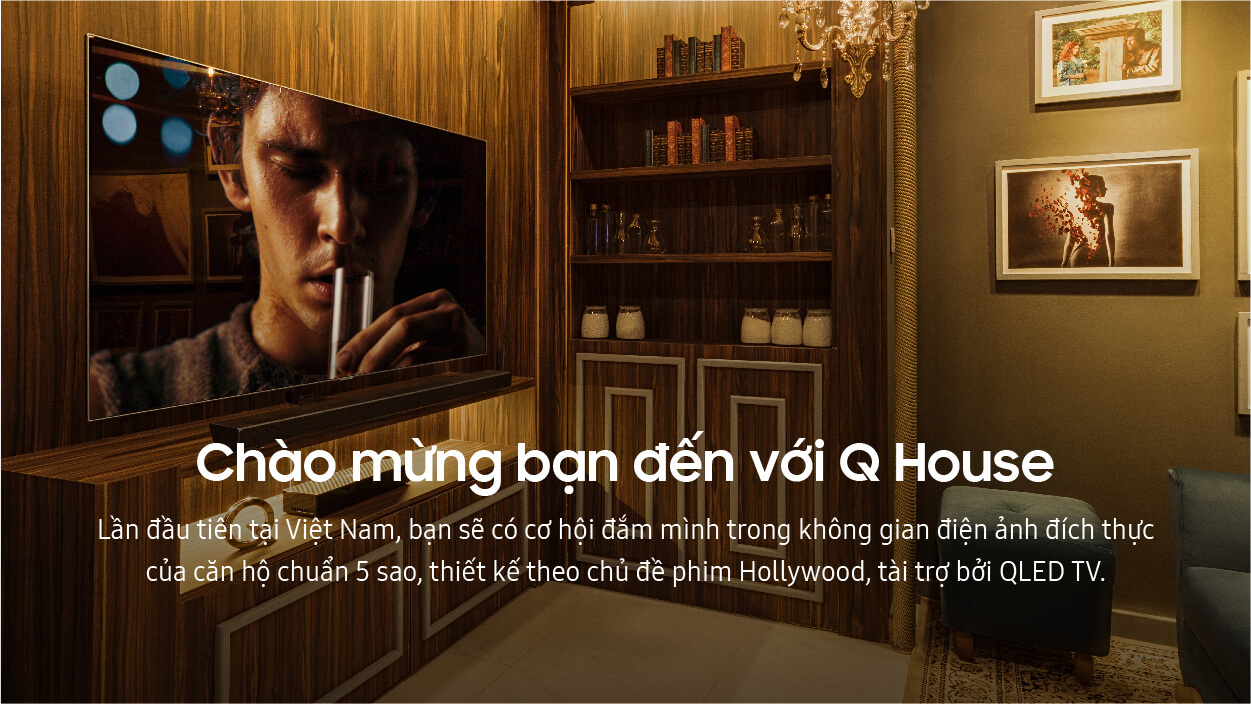 Chào mừng bạn đến với Q House
Lần đầu tiên tại Việt Nam, bạn sẽ có cơ hội đắm mình trong không gian điện ảnh đích thực
của căn hộ chuẩn 5 sao, thiết kế theo chủ đề phim Hollywood, tài trợ bởi QLED TV.